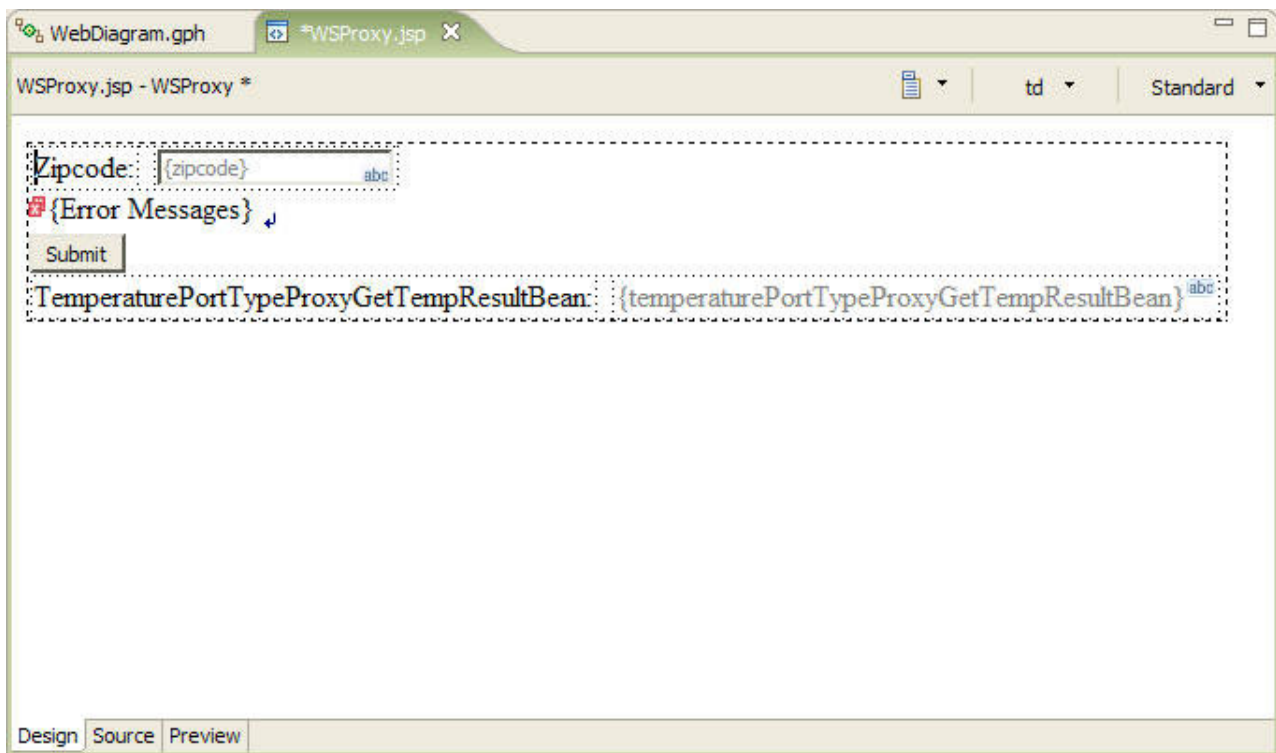 WebDiagram.gph *WSProxy.jsp
WSProxy.jsp - WSProxy * td Standard
Zipcode: {zipcode} abc
{Error Messages}
Submit
TemperaturePortTypeProxyGetTempResultBean: {temperaturePortTypeProxyGetTempResultBean} abc
Design Source Preview